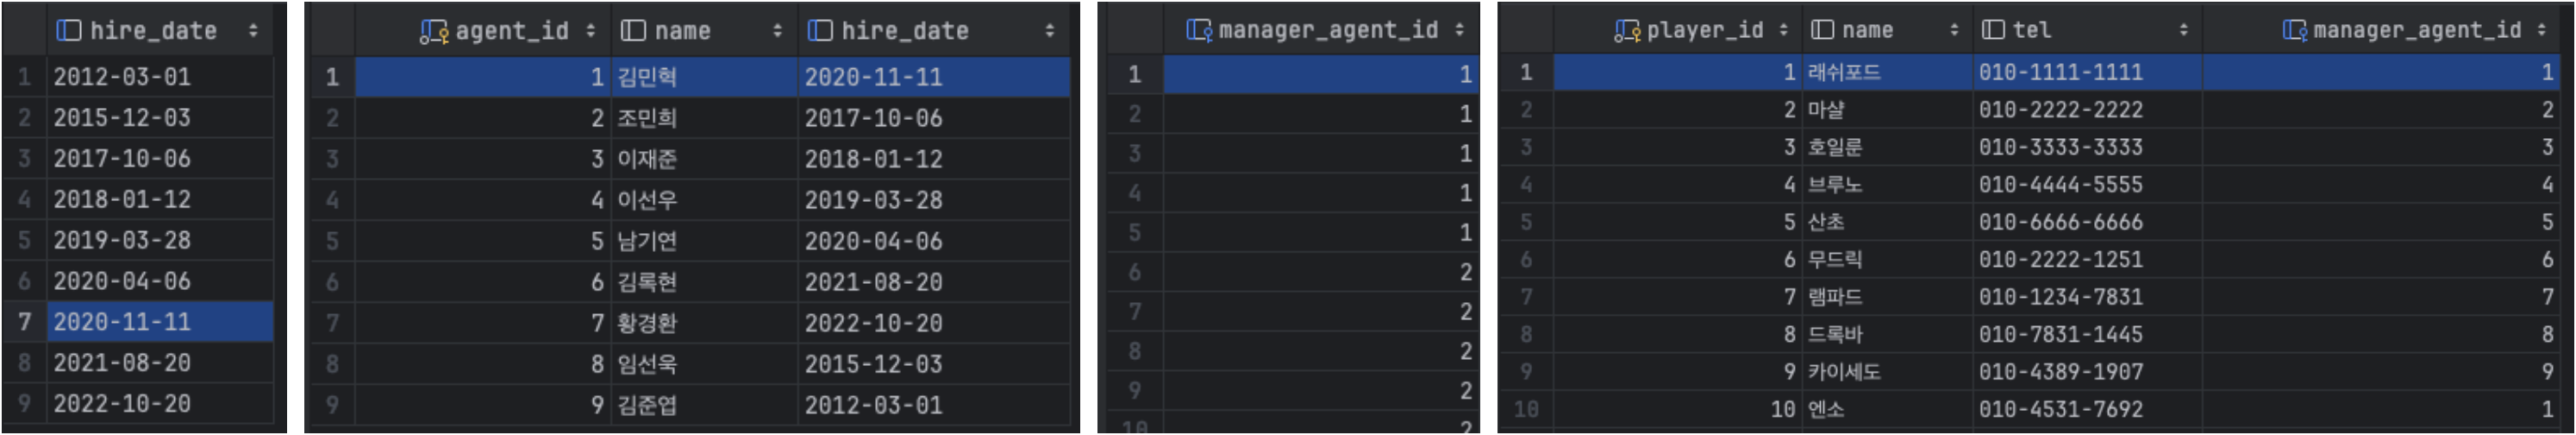 hire_date
1 2012-03-01
2 2015-12-03
3 2017-10-06
4 2018-01-12
5 2019-03-28
6 2020-04-06
7 2020-11-11
8 2021-08-20
9 2022-10-20
agent_id name hire_date
1 1 김민혁 2020-11-11
2 2 조민희 2017-10-06
3 3 이재준 2018-01-12
4 4 이선우 2019-03-28
5 5 남기연 2020-04-06
6 6 김록현 2021-08-20
7 7 황경환 2022-10-20
8 8 임선욱 2015-12-03
9 9 김준엽 2012-03-01
manager_agent_id
1 1
2 1
3 1
4 1
5 1
6 2
7 2
8 2
9 2
10 2
player_id name tel manager_agent_id
1 1 래쉬포드 010-1111-1111 1
2 2 마샬 010-2222-2222 2
3 3 호일룬 010-3333-3333 3
4 4 브루노 010-4444-5555 4
5 5 산초 010-6666-6666 5
6 6 무드릭 010-2222-1251 6
7 7 램파드 010-1234-7831 7
8 8 드록바 010-7831-1445 8
9 9 카이세도 010-4389-1907 9
10 10 엔소 010-4531-7692 1